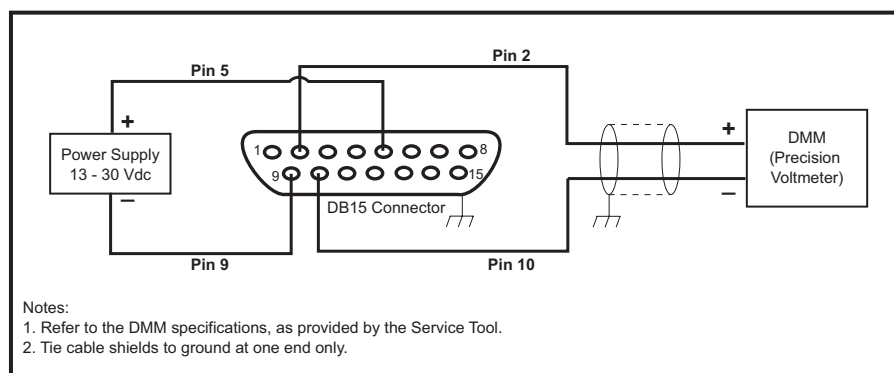 Pin 2
Pin 5
+
Power Supply
13 - 30 Vdc
–
1
8
9
15
DB15 Connector
+
DMM
(Precision
Voltmeter)
–
Pin 9
Pin 10
Notes:
1. Refer to the DMM specifications, as provided by the Service Tool.
2. Tie cable shields to ground at one end only.